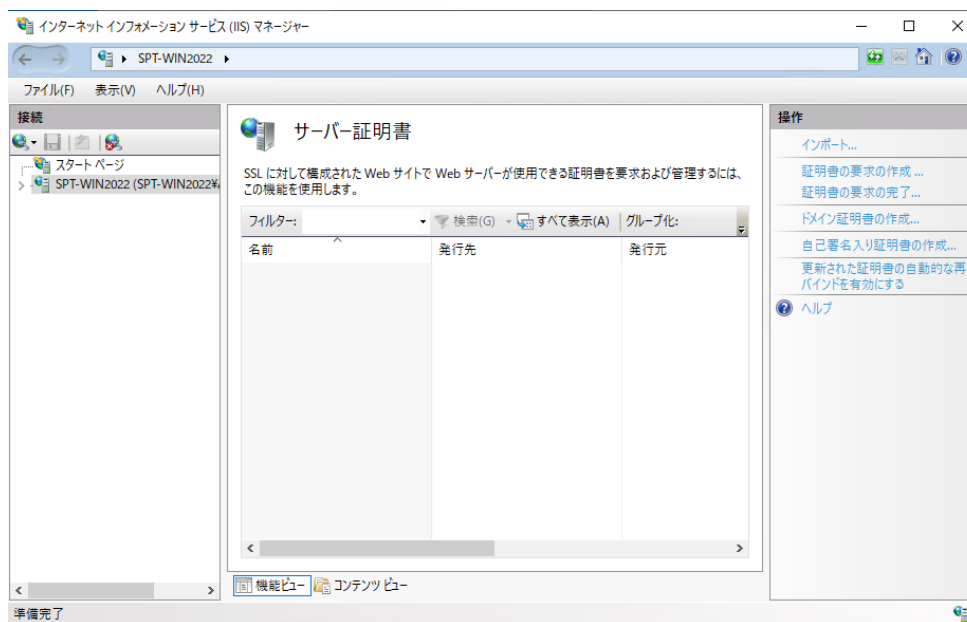 インターネット インフォメーション サービス (IIS) マネージャー
SPT-WIN2022
ファイル(F) 表示(V) ヘルプ(H)
接続
スタート ページ
SPT-WIN2022 (SPT-WIN2022¥
サーバー証明書
SSL に対して構成された Web サイトで Web サーバーが使用できる証明書を要求および管理するには、
この機能を使用します。
フィルター: 検索(G) すべて表示(A) グループ化:
名前 発行先 発行元
機能ビュー コンテンツ ビュー
操作
インポート...
証明書の要求の作成 ...
証明書の要求の完了...
ドメイン証明書の作成...
自己署名入り証明書の作成...
更新された証明書の自動的な再
バインドを有効にする
ヘルプ
準備完了